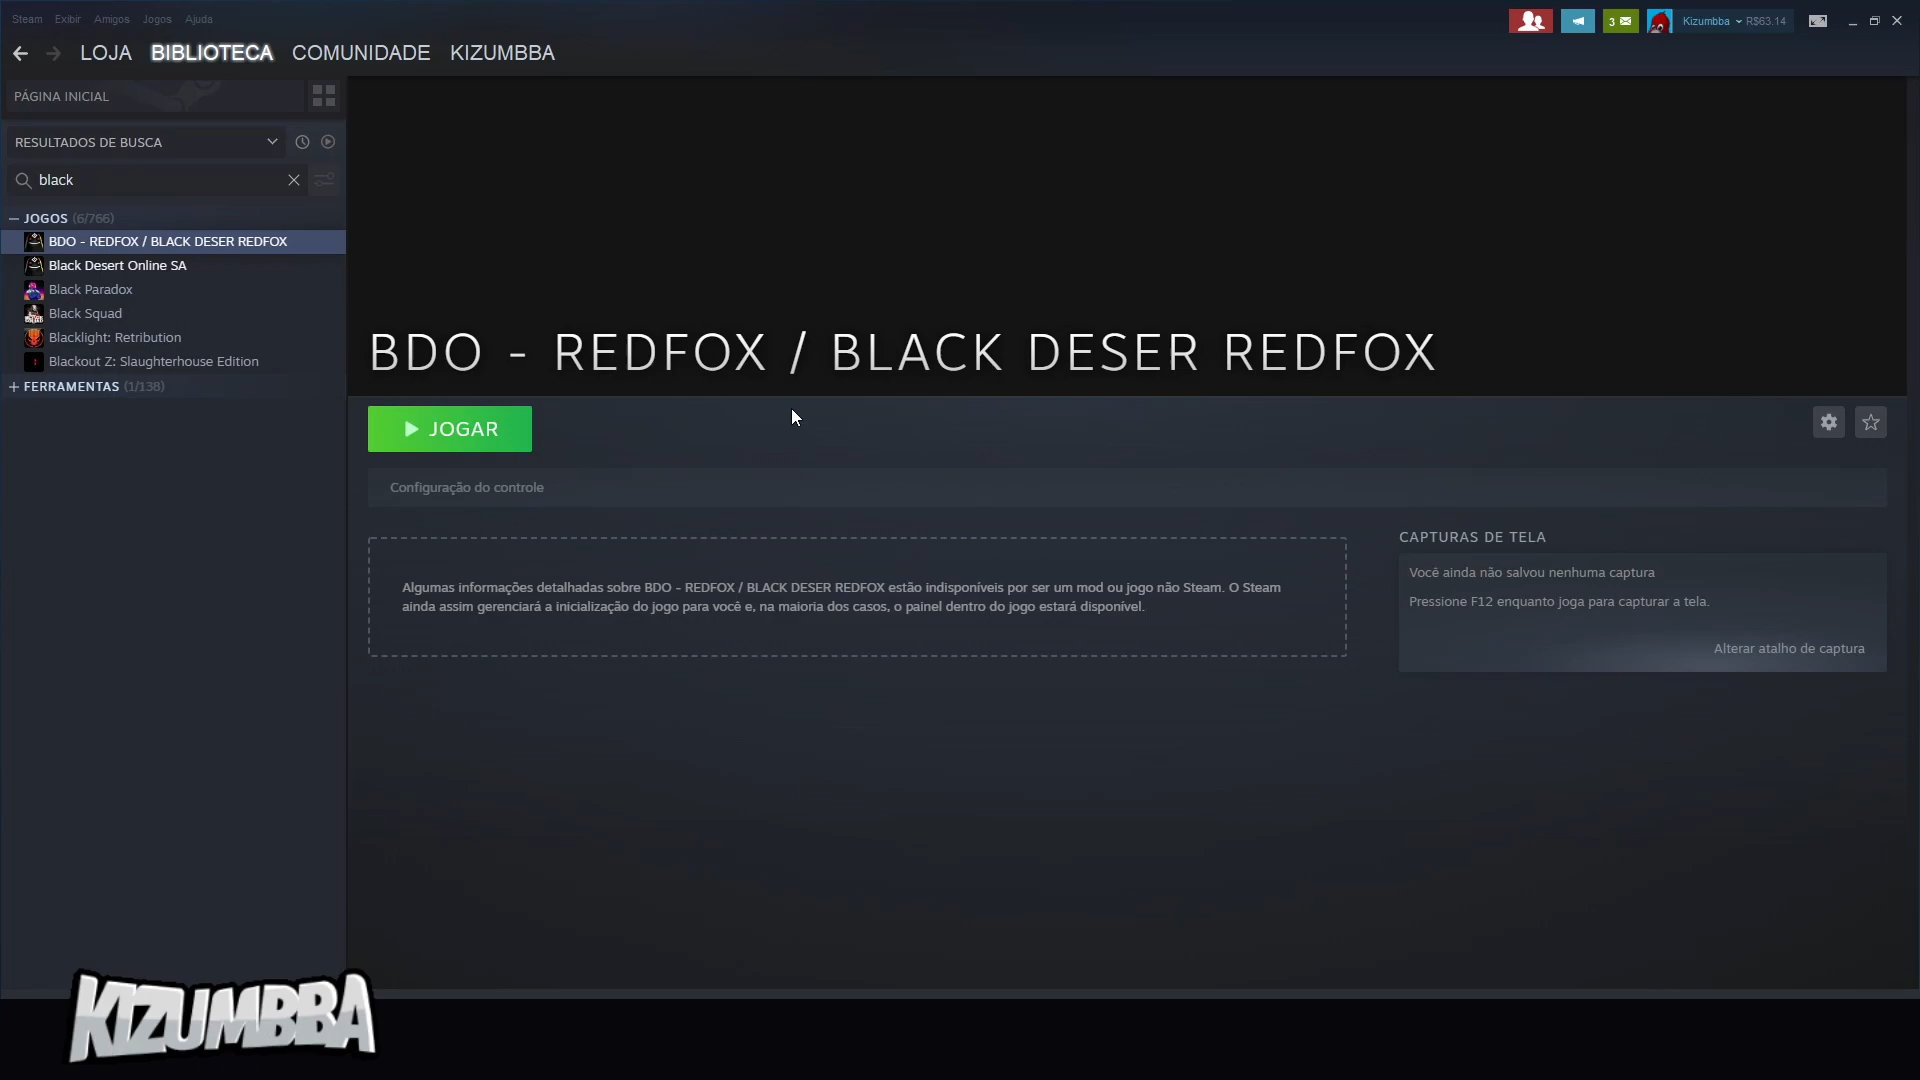 Steam Exibir Amigos Jogos Ajuda
3 Kizumbba R$63.14
LOJA BIBLIOTECA COMUNIDADE KIZUMBBA
PÁGINA INICIAL
RESULTADOS DE BUSCA
black
JOGOS (6/766)
BDO - REDFOX / BLACK DESER REDFOX
Black Desert Online SA
Black Paradox
Black Squad
Blacklight: Retribution
Blackout Z: Slaughterhouse Edition
FERRAMENTAS (1/138)
BDO - REDFOX / BLACK DESER REDFOX
JOGAR
Configuração do controle
Algumas informações detalhadas sobre BDO - REDFOX / BLACK DESER REDFOX estão indisponíveis por ser um mod ou jogo não Steam. O Steam
ainda assim gerenciará a inicialização do jogo para você e, na maioria dos casos, o painel dentro do jogo estará disponível.
CAPTURAS DE TELA
Você ainda não salvou nenhuma captura
Pressione F12 enquanto joga para capturar a tela.
Alterar atalho de captura
KIZUMBBA